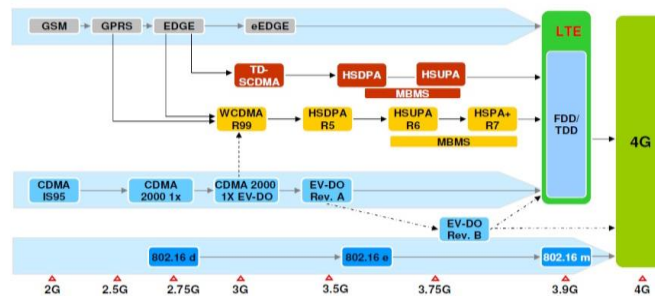 GSM
GPRS
EDGE
eEDGE
LTE
TD-
SCDMA
HSDPA
HSUPA
MBMS
WCDMA
R99
HSDPA
R5
HSUPA
R6
HSPA+
R7
MBMS
FDD/
TDD
4G
CDMA
IS95
CDMA
2000 1x
CDMA 2000
1X EV-DO
EV-DO
Rev. A
EV-DO
Rev. B
802.16 d
802.16 e
802.16 m
2G
2.5G
2.75G
3G
3.5G
3.75G
3.9G
4G